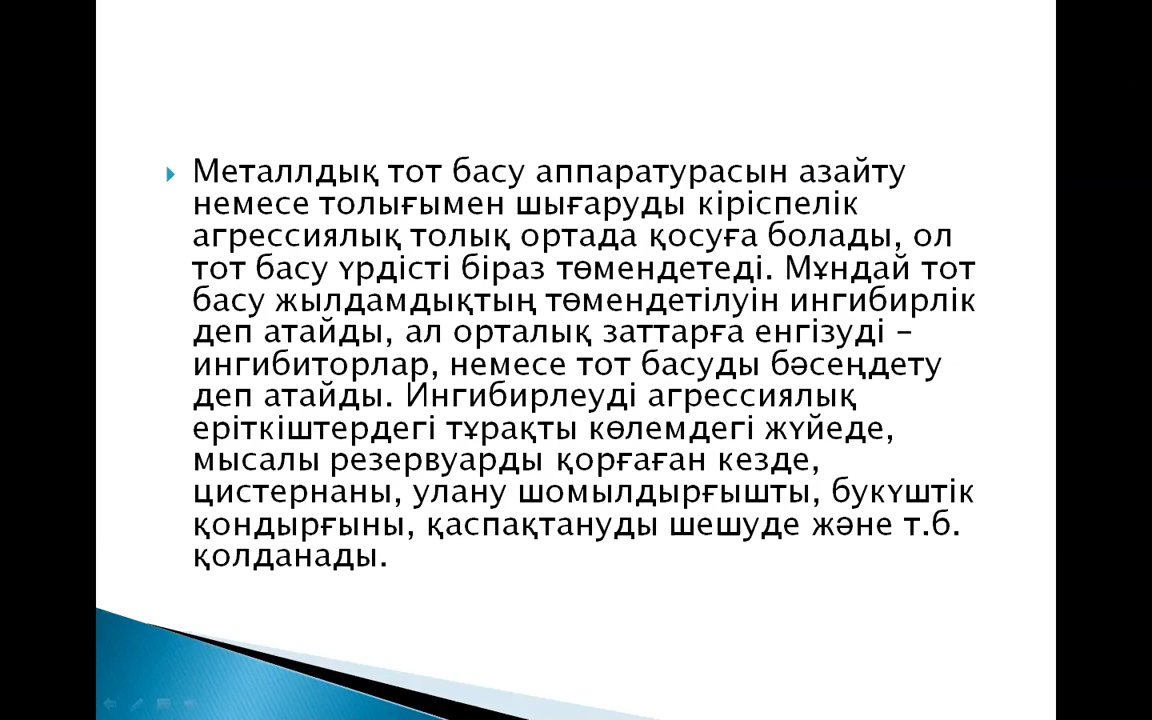 Металлдық тот басу аппаратурасын азайту
немесе толығымен шығаруды кіріспелік
агрессиялық толық ортада қосуға болады, ол
тот басу үрдісті біраз төмендетеді. Мұндай тот
басу жылдамдықтың төмендетілуін ингибирлік
деп атайды, ал орталық заттарға енгізуді –
ингибиторлар, немесе тот басуды бәсеңдету
деп атайды. Ингибирлеуді агрессиялық
еріткіштердегі тұрақты көлемдегі жүйеде,
мысалы резервуарды қорғаған кезде,
цистернаны, улану шомылдырғышты, букүштік
қондырғыны, қаспақтануды шешуде және т.б.
қолданады.